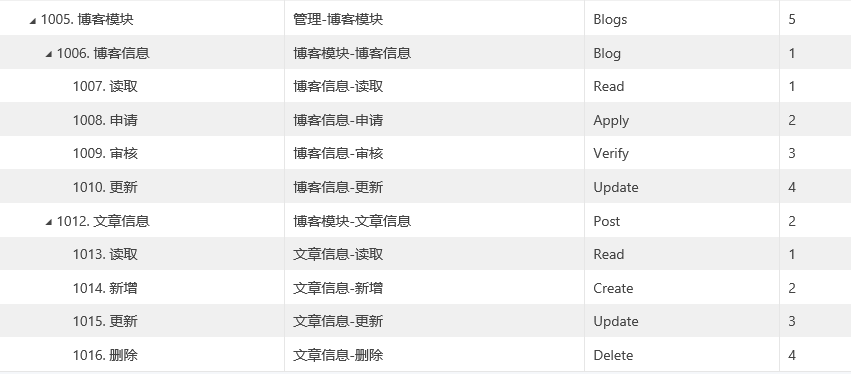 1005. 博客模块 管理-博客模块 Blogs 5
1006. 博客信息 博客模块-博客信息 Blog 1
1007. 读取 博客信息-读取 Read 1
1008. 申请 博客信息-申请 Apply 2
1009. 审核 博客信息-审核 Verify 3
1010. 更新 博客信息-更新 Update 4
1012. 文章信息 博客模块-文章信息 Post 2
1013. 读取 文章信息-读取 Read 1
1014. 新增 文章信息-新增 Create 2
1015. 更新 文章信息-更新 Update 3
1016. 删除 文章信息-删除 Delete 4